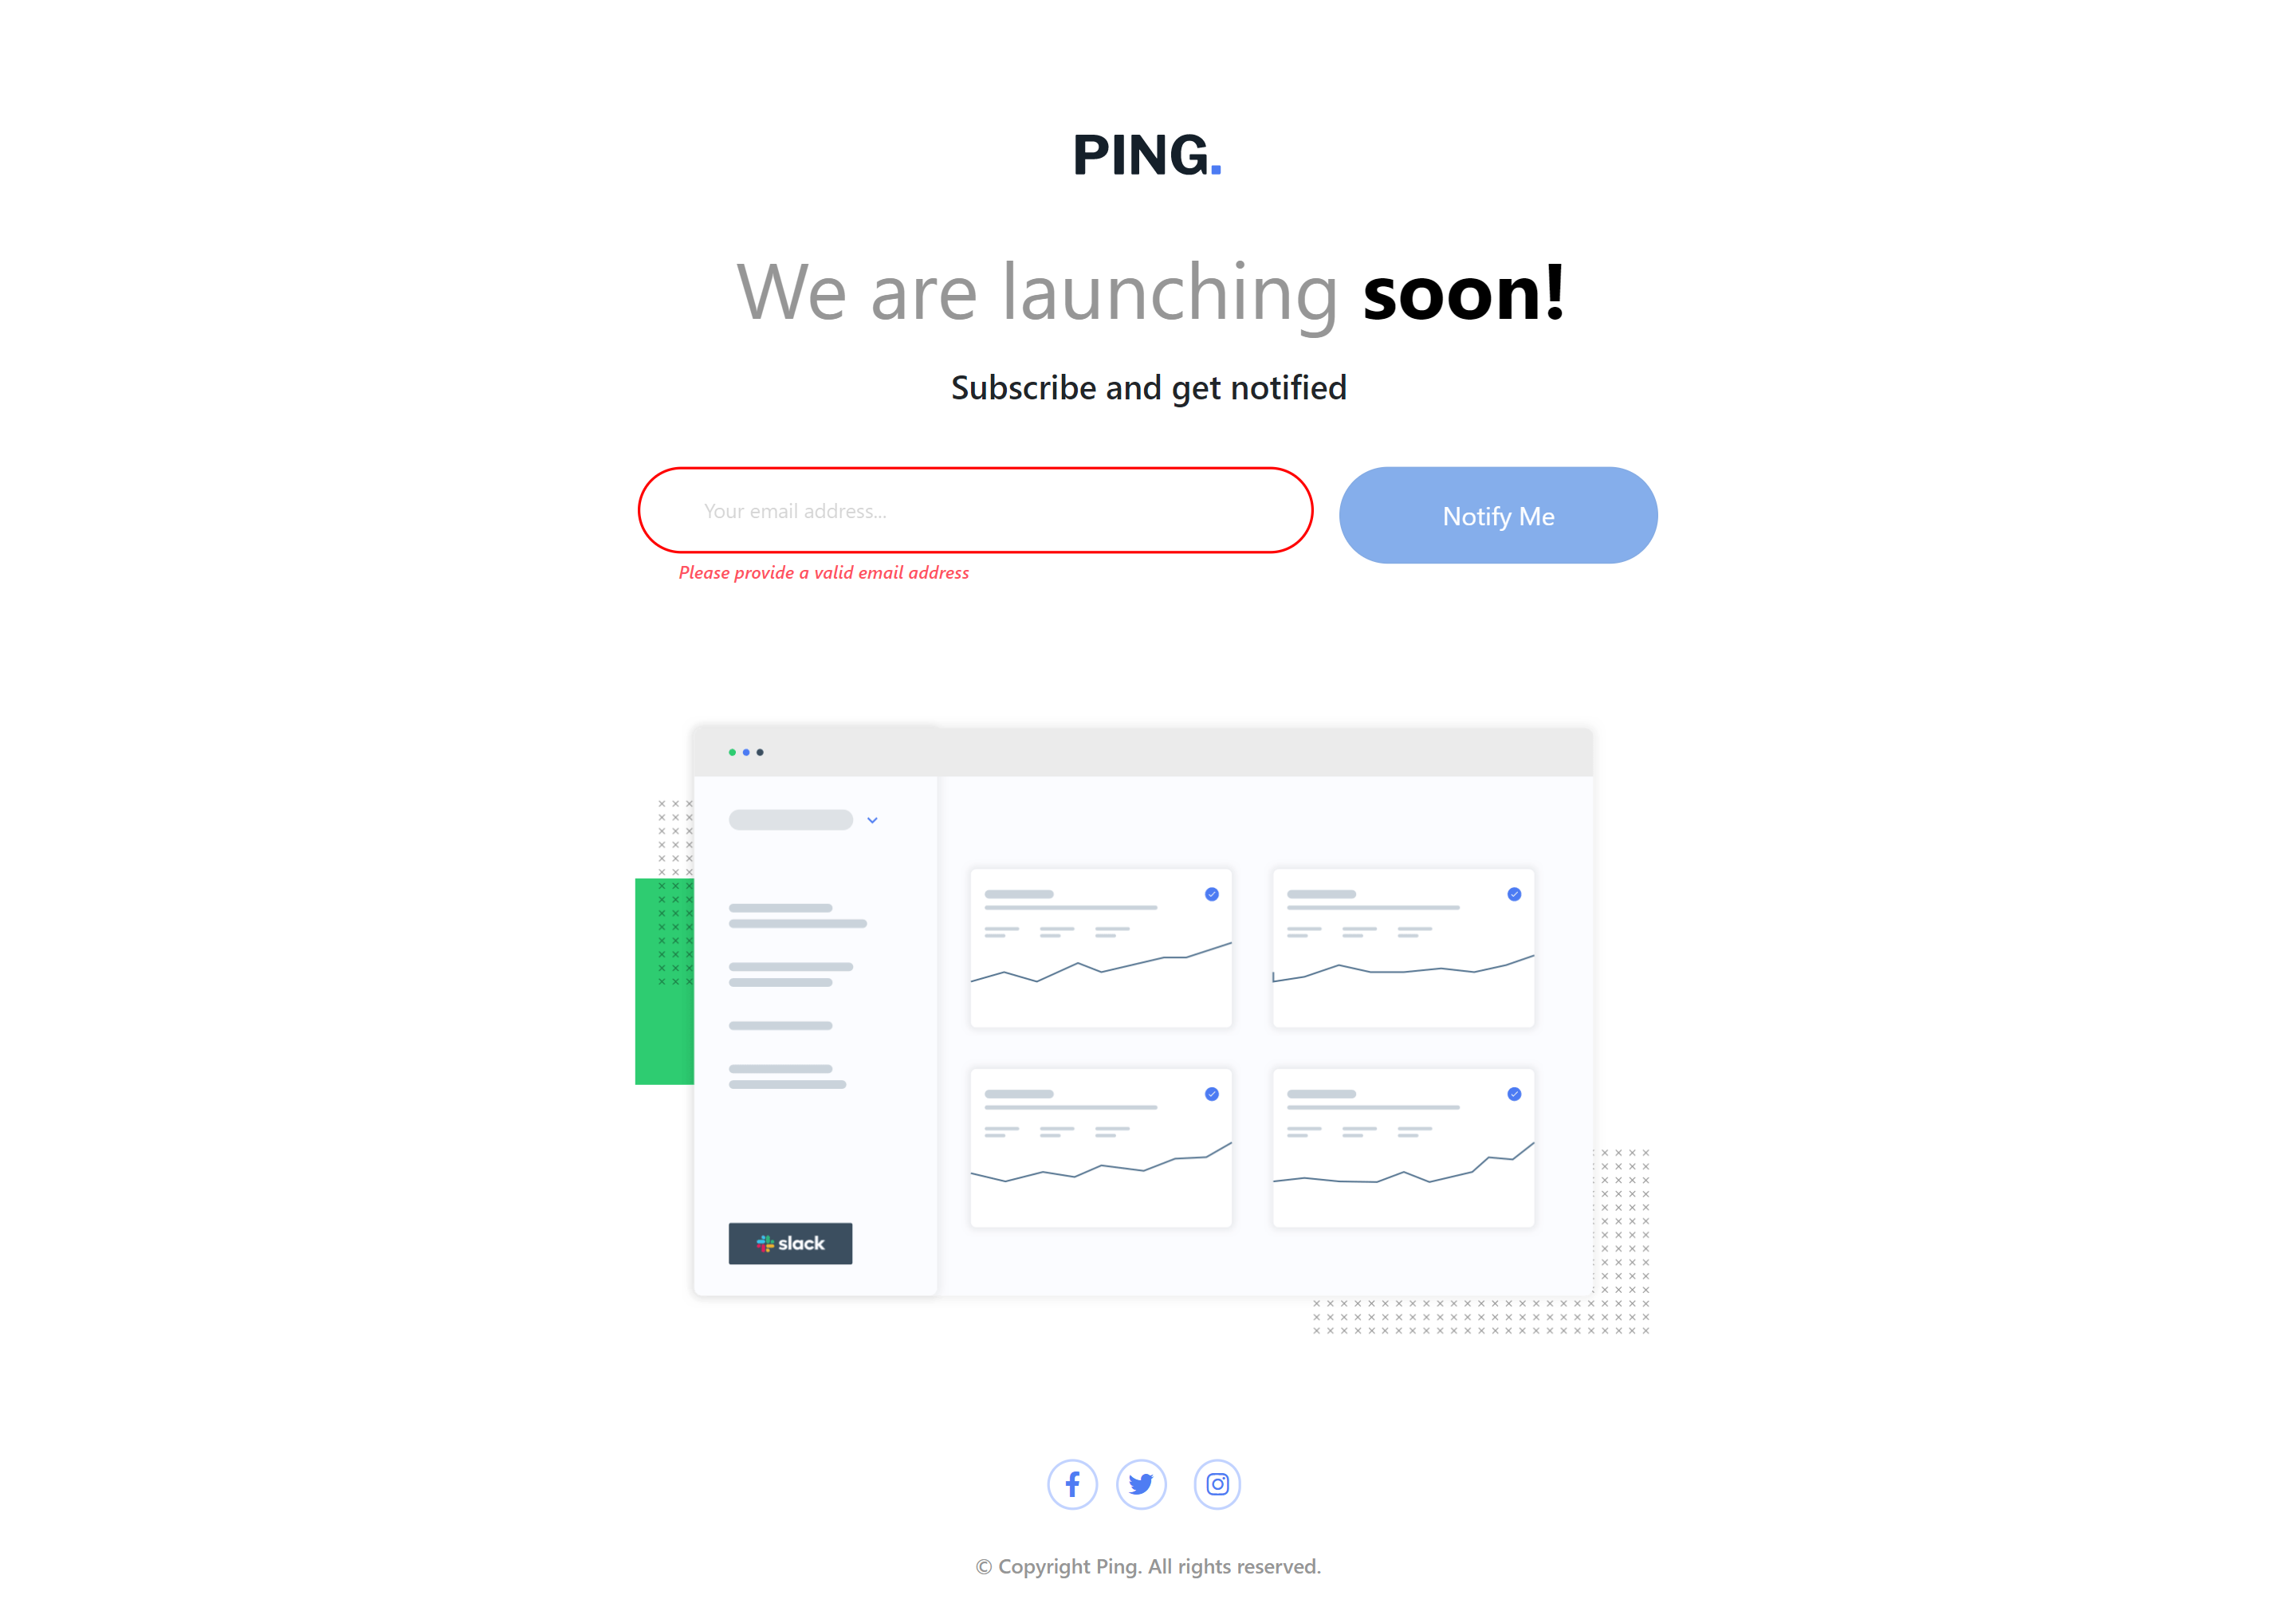 PING.
We are launching soon!
Subscribe and get notified
Your email address...
Notify Me
Please provide a valid email address
slack
© Copyright Ping. All rights reserved.